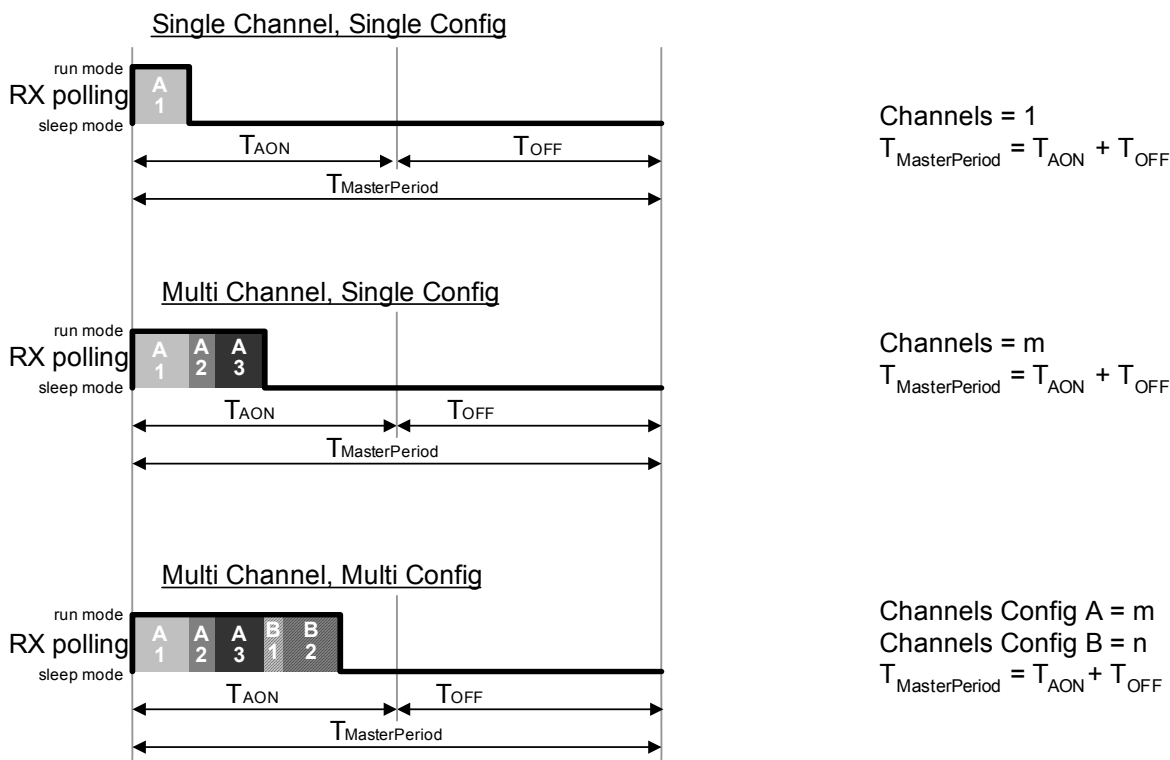 Single Channel, Single Config
run mode
RX polling
sleep mode
A
1
TAON
TOFF
TMasterPeriod
Channels = 1
TMasterPeriod = TAON + TOFF
Multi Channel, Single Config
run mode
RX polling
sleep mode
A A A
1 2 3
TAON
TOFF
TMasterPeriod
Channels = m
TMasterPeriod = TAON + TOFF
Multi Channel, Multi Config
run mode
RX polling
sleep mode
A A A B B
1 2 3 1 2
TAON
TOFF
TMasterPeriod
Channels Config A = m
Channels Config B = n
TMasterPeriod = TAON + TOFF